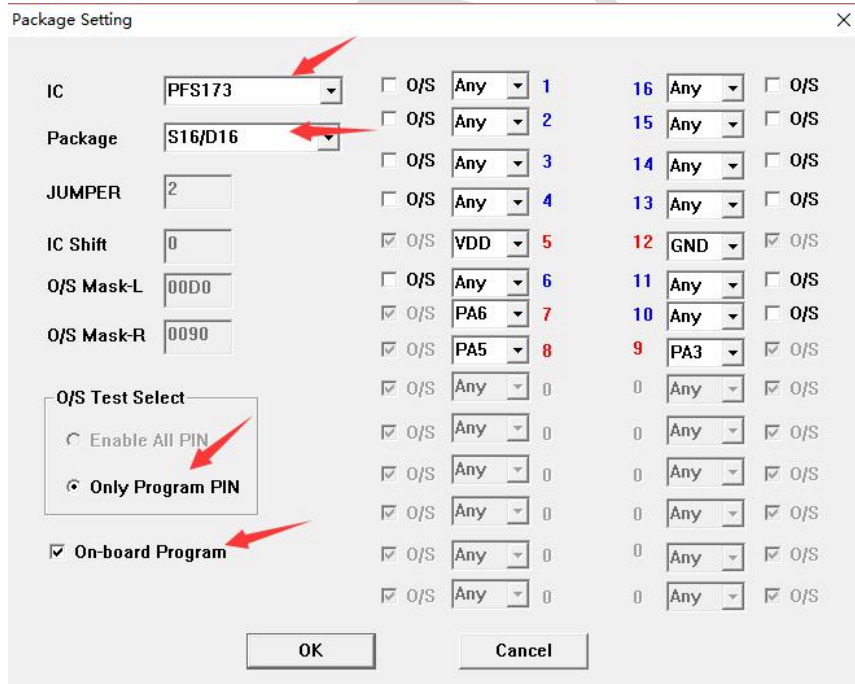 Package Setting
IC PFS173 O/S Any 1 16 Any O/S
Package S16/D16 O/S Any 2 15 Any O/S
O/S Any 3 14 Any O/S
JUMPER 2 O/S Any 4 13 Any O/S
IC Shift 0 O/S VDD 5 12 GND O/S
O/S Mask-L 00D0 O/S Any 6 11 Any O/S
O/S PA6 7 10 Any O/S
O/S Mask-R 0090 O/S PA5 8 9 PA3 O/S
O/S Test Select O/S Any 0 0 Any O/S
Enable All PIN O/S Any 0 0 Any O/S
Only Program PIN O/S Any 0 0 Any O/S
O/S Any 0 0 Any O/S
On-board Program O/S Any 0 0 Any O/S
O/S Any 0 0 Any O/S
OK Cancel